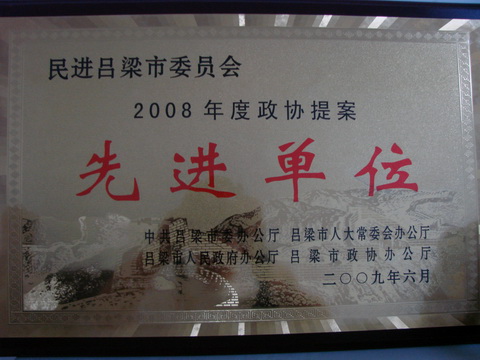 民进吕梁市委员会
2008年度政协提案
先进单位
中共吕梁市委办公厅 吕梁市人大常委会办公厅
吕梁市人民政府办公厅 吕梁市政协办公厅
二〇〇九年六月